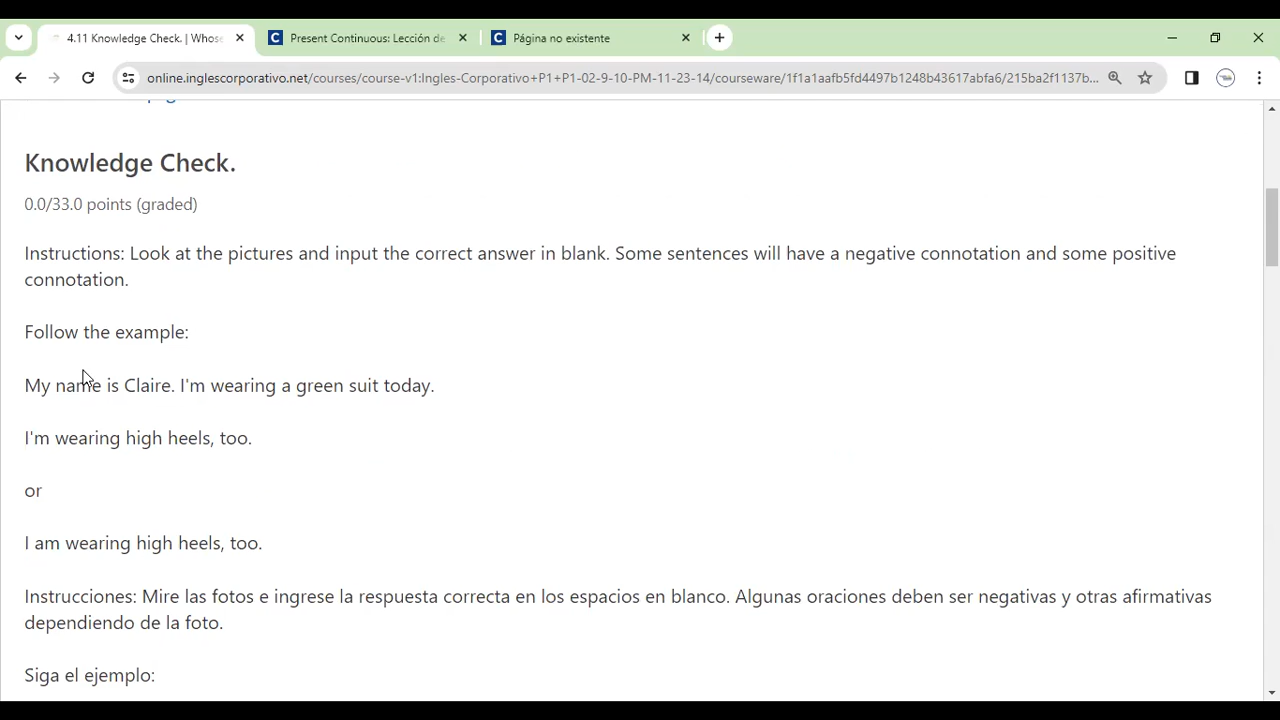 4.11 Knowledge Check. | Whose
Present Continuous: Lección de
Página no existente
online.inglescorporativo.net/courses/course-v1:Ingles-Corporativo+P1+P1-02-9-10-PM-11-23-14/courseware/1f1a1aafb5fd4497b1248b43617abfa6/215ba2f1137b...
Knowledge Check.
0.0/33.0 points (graded)
Instructions: Look at the pictures and input the correct answer in blank. Some sentences will have a negative connotation and some positive
connotation.
Follow the example:
My name is Claire. I'm wearing a green suit today.
I'm wearing high heels, too.
or
I am wearing high heels, too.
Instrucciones: Mire las fotos e ingrese la respuesta correcta en los espacios en blanco. Algunas oraciones deben ser negativas y otras afirmativas
dependiendo de la foto.
Siga el ejemplo: